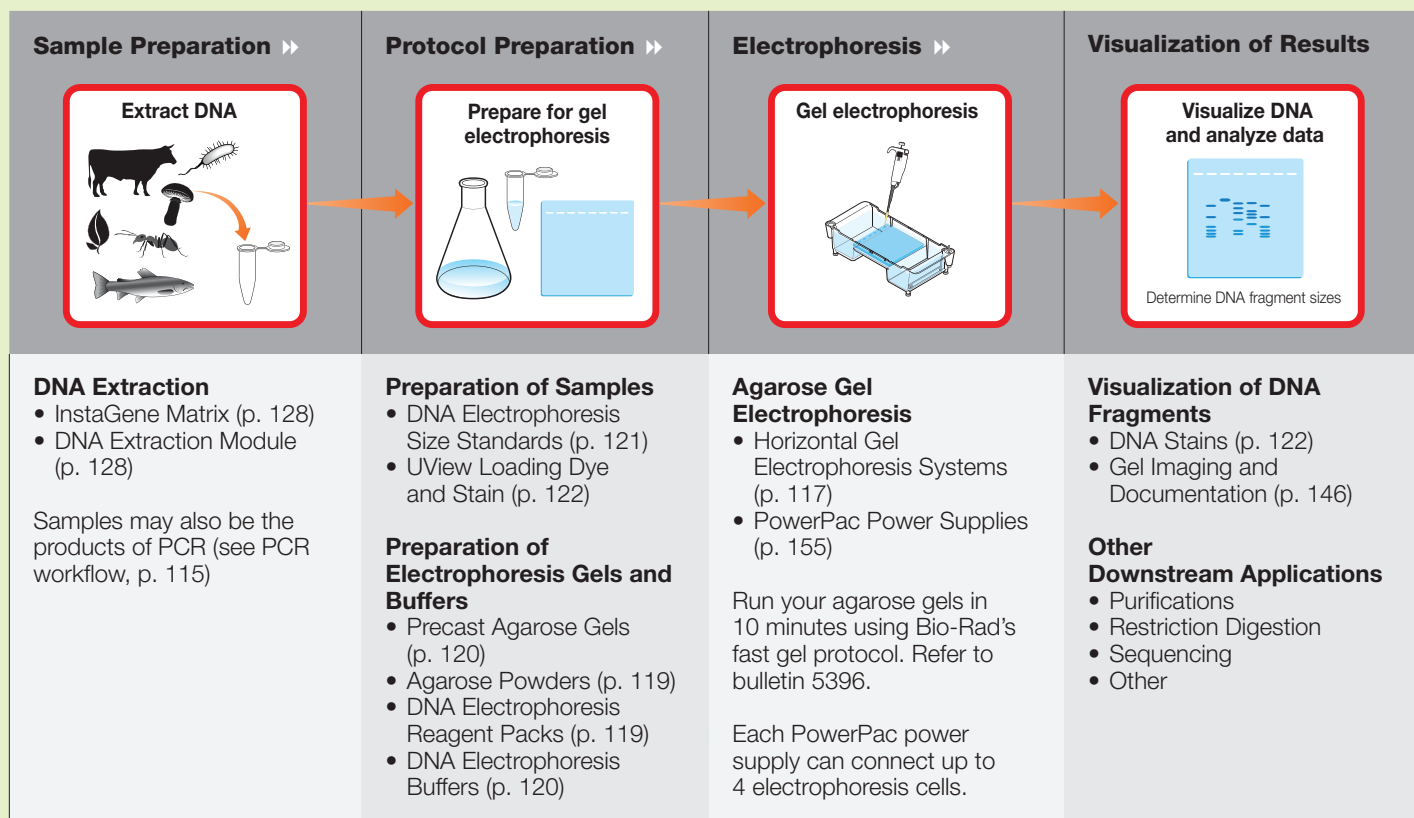 Sample Preparation
Extract DNA
DNA Extraction
• InstaGene Matrix (p. 128)
• DNA Extraction Module
(p. 128)
Samples may also be the
products of PCR (see PCR
workflow, p. 115)
Protocol Preparation
Prepare for gel
electrophoresis
Preparation of Samples
• DNA Electrophoresis
Size Standards (p. 121)
• UView Loading Dye
and Stain (p. 122)
Preparation of
Electrophoresis Gels and
Buffers
• Precast Agarose Gels
(p. 120)
• Agarose Powders (p. 119)
• DNA Electrophoresis
Reagent Packs (p. 119)
• DNA Electrophoresis
Buffers (p. 120)
Electrophoresis
Gel electrophoresis
Agarose Gel
Electrophoresis
• Horizontal Gel
Electrophoresis Systems
(p. 117)
• PowerPac Power Supplies
(p. 155)
Run your agarose gels in
10 minutes using Bio-Rad’s
fast gel protocol. Refer to
bulletin 5396.
Each PowerPac power
supply can connect up to
4 electrophoresis cells.
Visualization of Results
Visualize DNA
and analyze data
Determine DNA fragment sizes
Visualization of DNA
Fragments
• DNA Stains (p. 122)
• Gel Imaging and
Documentation (p. 146)
Other
Downstream Applications
• Purifications
• Restriction Digestion
• Sequencing
• Other